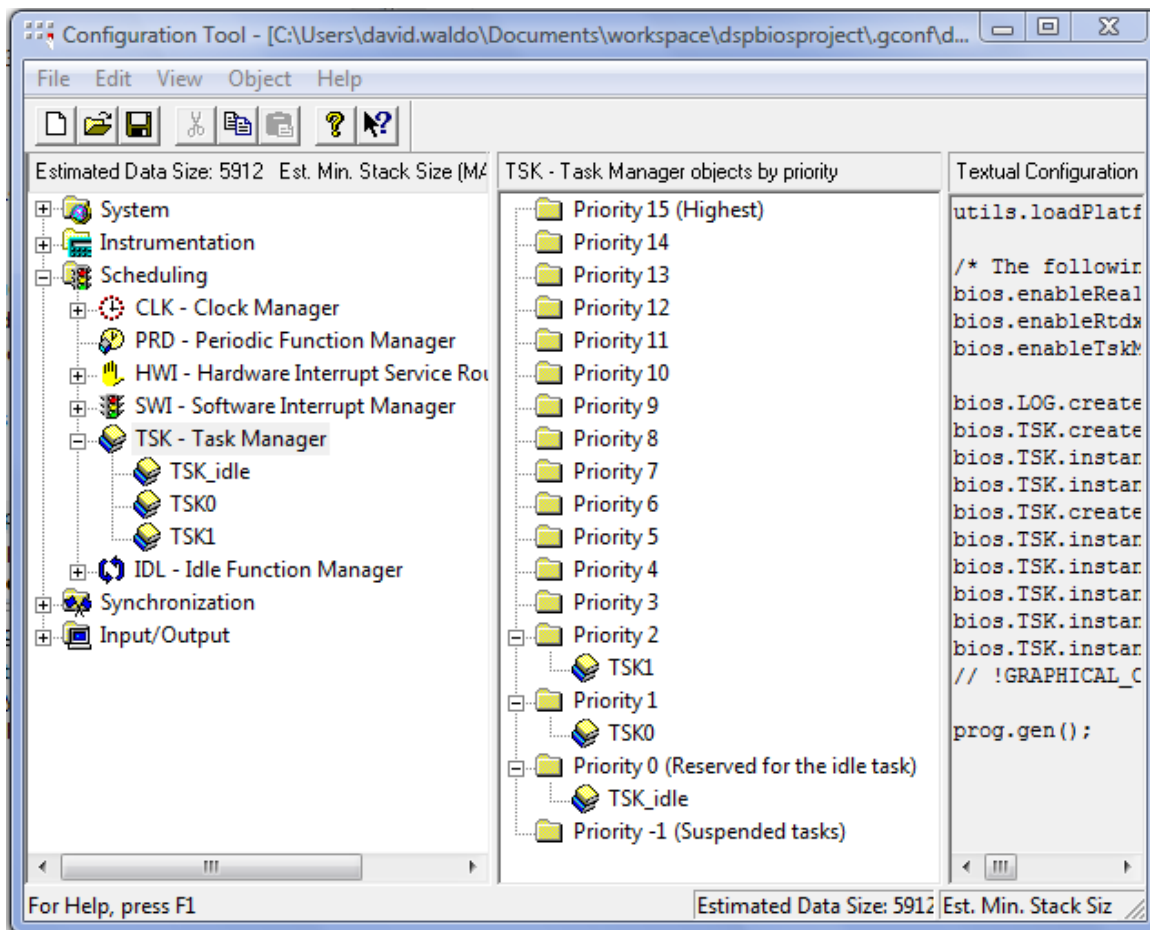 Configuration Tool - [C:\Users\david.waldo\Documents\workspace\dspbiosproject\.gconf\d...
File Edit View Object Help
Estimated Data Size: 5912 Est. Min. Stack Size (MA
System
Instrumentation
Scheduling
CLK - Clock Manager
PRD - Periodic Function Manager
HWI - Hardware Interrupt Service Rou
SWI - Software Interrupt Manager
TSK - Task Manager
TSK_idle
TSK0
TSK1
IDL - Idle Function Manager
Synchronization
Input/Output
TSK - Task Manager objects by priority
Priority 15 (Highest)
Priority 14
Priority 13
Priority 12
Priority 11
Priority 10
Priority 9
Priority 8
Priority 7
Priority 6
Priority 5
Priority 4
Priority 3
Priority 2
TSK1
Priority 1
TSK0
Priority 0 (Reserved for the idle task)
TSK_idle
Priority -1 (Suspended tasks)
Textual Configuration
utils.loadPlatf
/* The followin
bios.enableReal
bios.enableRtdx
bios.enableTskM
bios.LOG.create
bios.TSK.create
bios.TSK.instan
bios.TSK.instan
bios.TSK.create
bios.TSK.instan
bios.TSK.instan
bios.TSK.instan
bios.TSK.instan
bios.TSK.instan
// !GRAPHICAL_C
prog.gen();
For Help, press F1
Estimated Data Size: 5912
Est. Min. Stack Siz